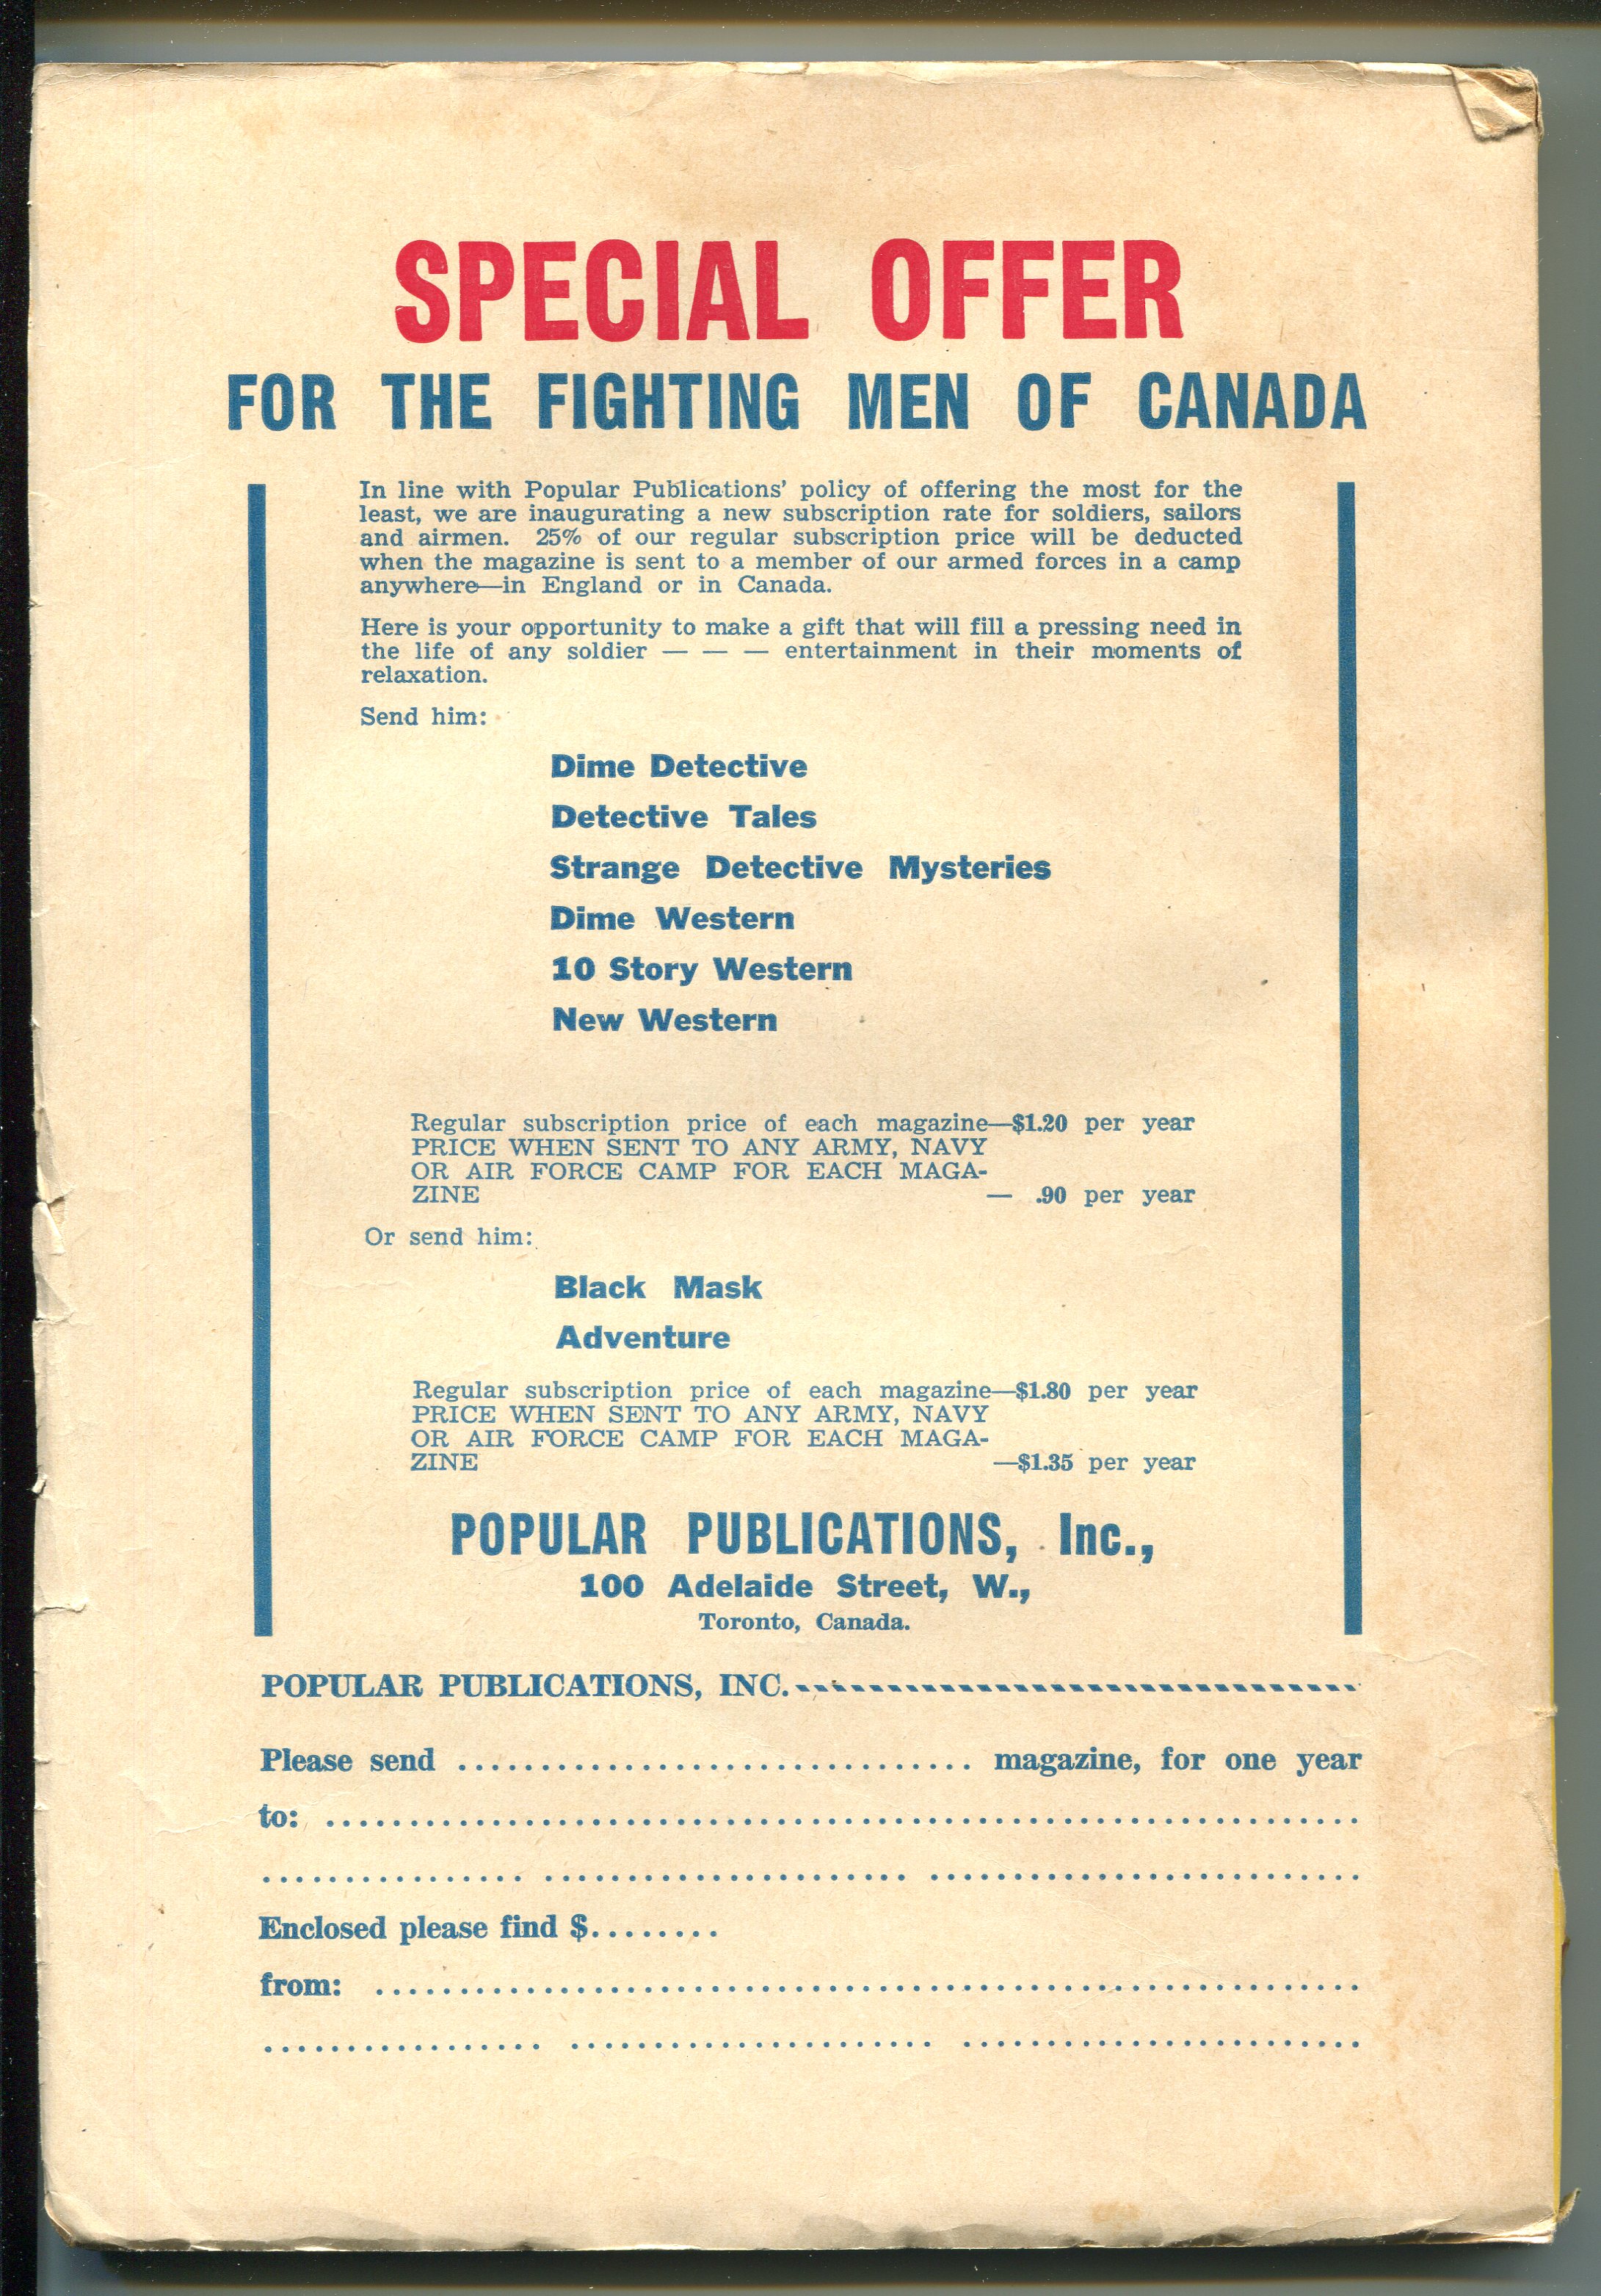 SPECIAL OFFER
FOR THE FIGHTING MEN OF CANADA
In line with Popular Publications' policy of offering the most for the
least, we are inaugurating a new subscription rate for soldiers, sailors
and airmen. 25% of our regular subscription price will be deducted
when the magazine is sent to a member of our armed forces in a camp
anywhere—in England or in Canada.
Here is your opportunity to make a gift that will fill a pressing need in
the life of any soldier — — — entertainment in their moments of
relaxation.
Send him:
Dime Detective
Detective Tales
Strange Detective Mysteries
Dime Western
10 Story Western
New Western
Regular subscription price of each magazine—$1.20 per year
PRICE WHEN SENT TO ANY ARMY, NAVY
OR AIR FORCE CAMP FOR EACH MAGA-
ZINE — .90 per year
Or send him:
Black Mask
Adventure
Regular subscription price of each magazine—$1.80 per year
PRICE WHEN SENT TO ANY ARMY, NAVY
OR AIR FORCE CAMP FOR EACH MAGA-
ZINE —$1.35 per year
POPULAR PUBLICATIONS, Inc.,
100 Adelaide Street, W.,
Toronto, Canada.
POPULAR PUBLICATIONS, INC.
Please send ............................... magazine, for one year
to: ..............................................................
................ ...................... ..........................
Enclosed please find $........
from: ...........................................................
................. ...................... ........................